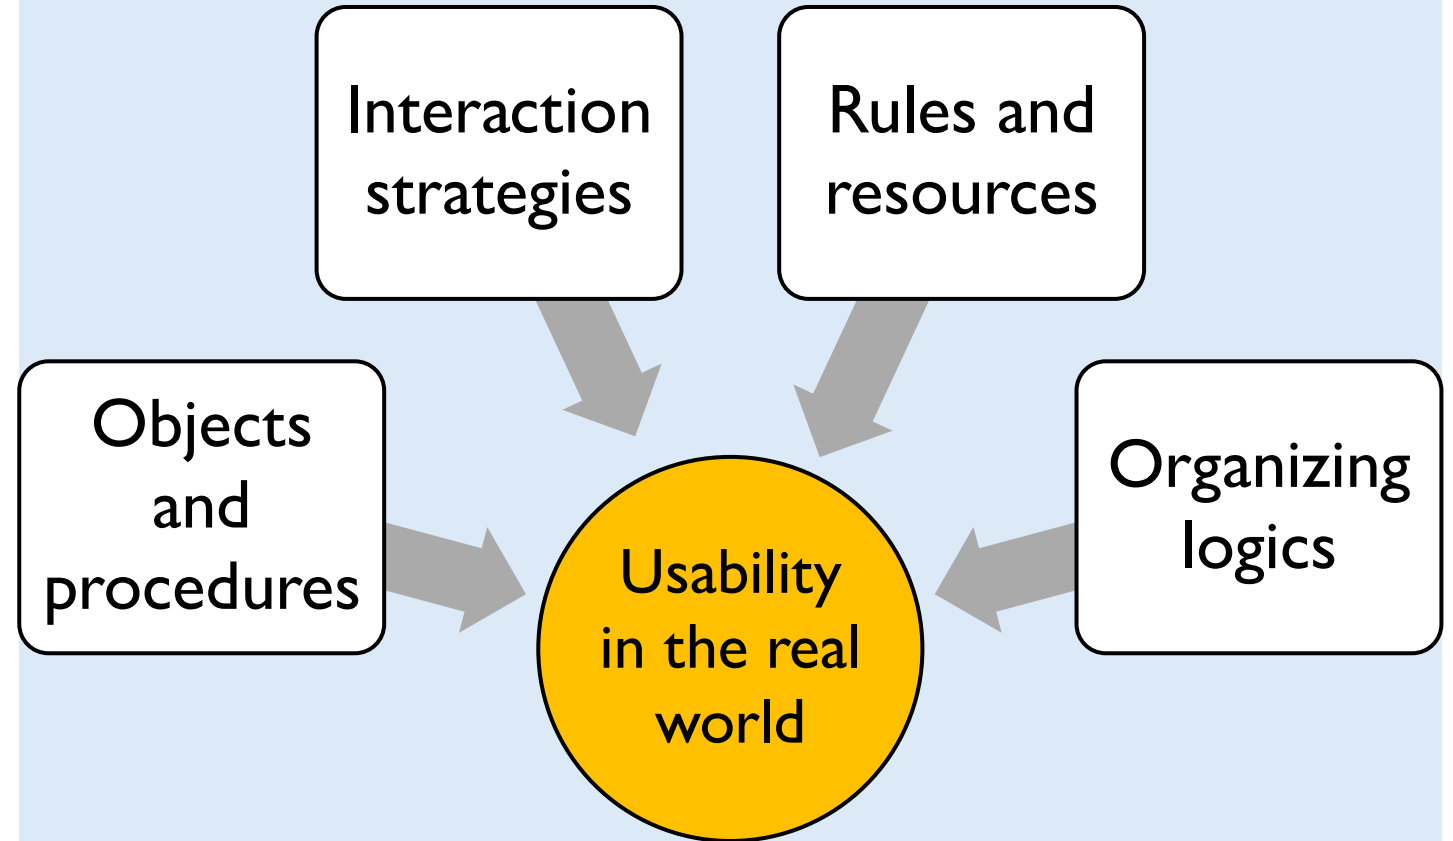 Interaction
strategies
Rules and
resources
Objects
and
procedures
Organizing
logics
Usability
in the real
world